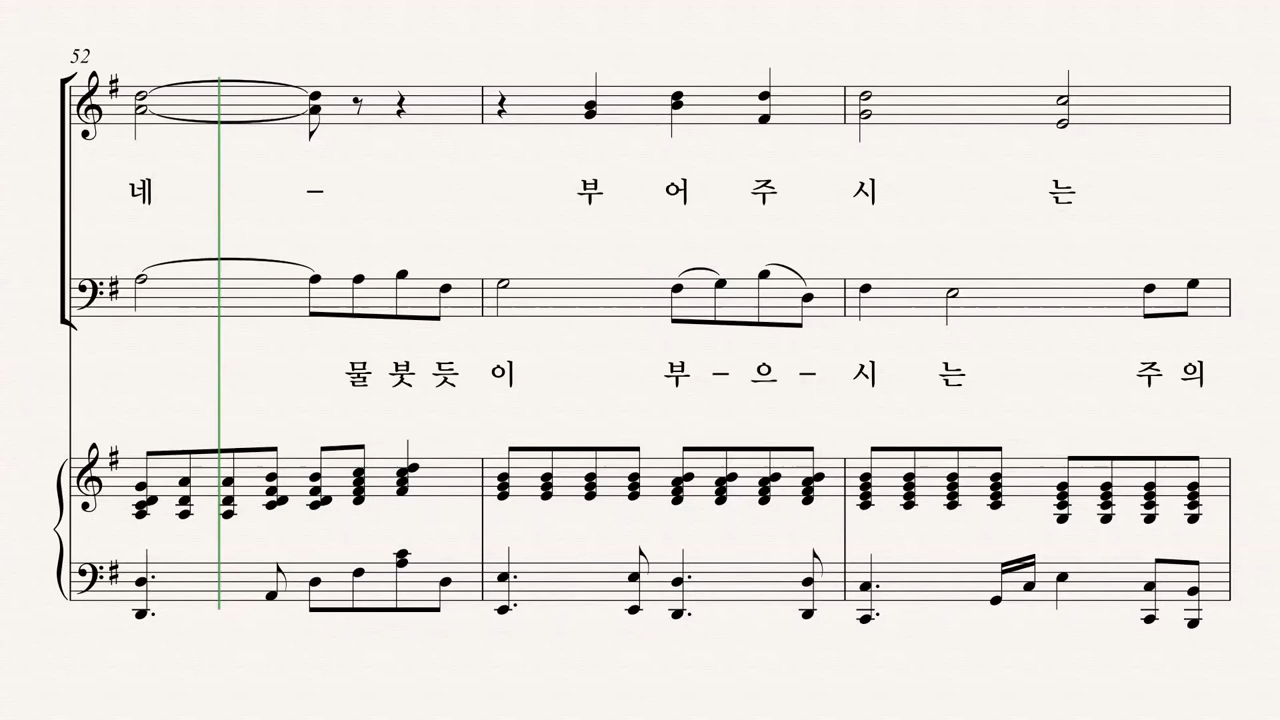 52
네 – 부 어 주 시 는
물 붓 듯 이 부 – 으 – 시 는 주 의